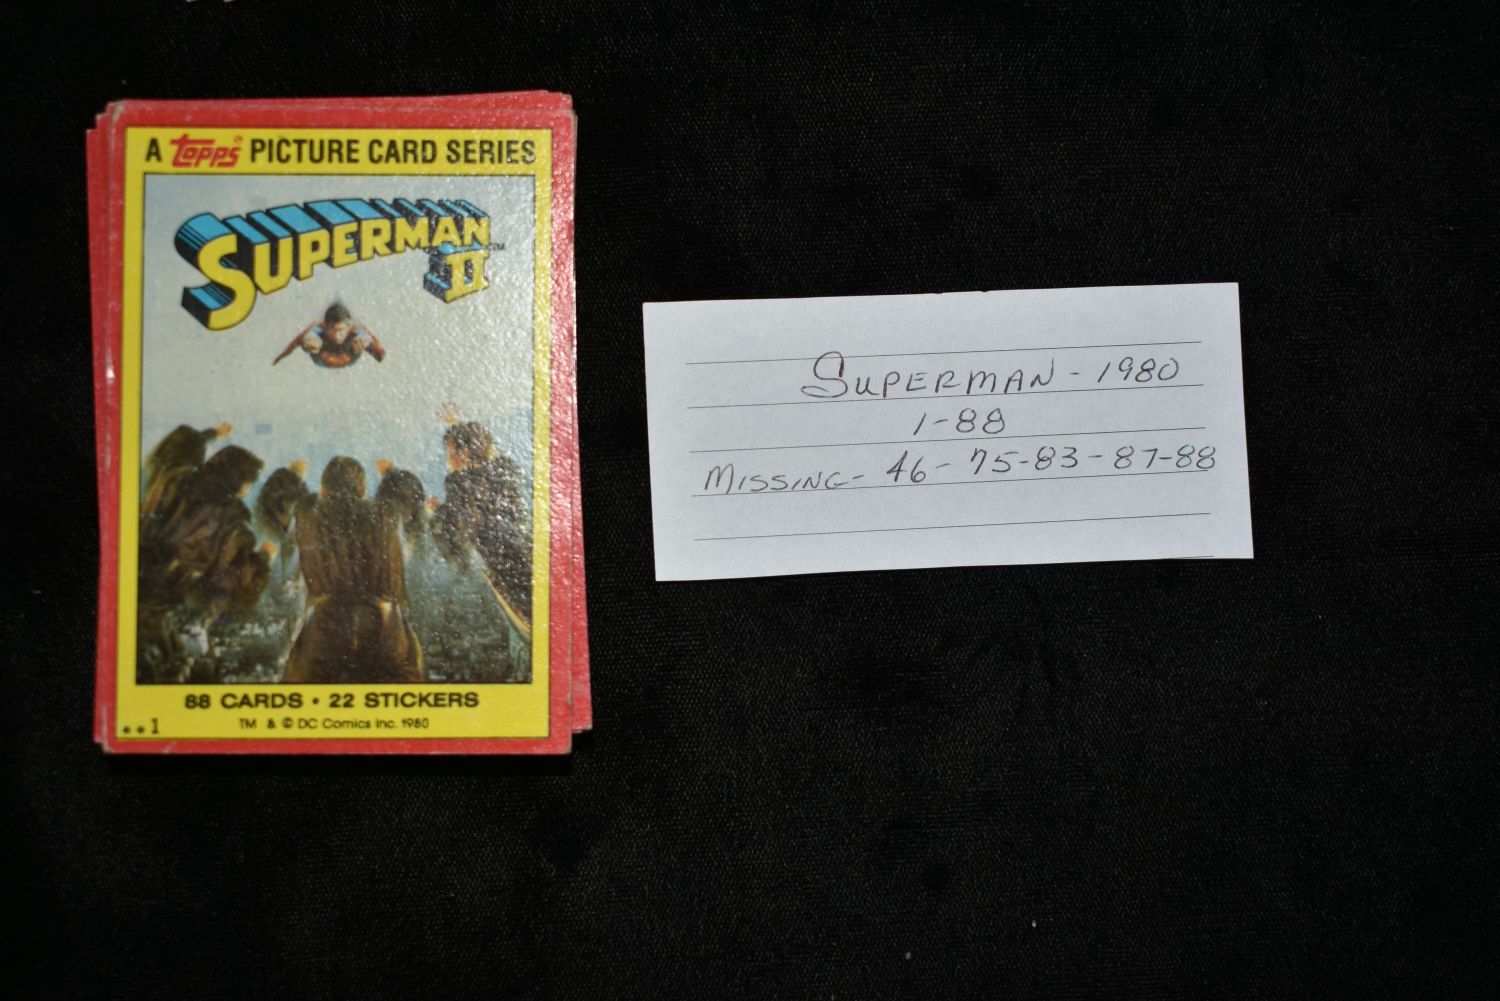 A Topps PICTURE CARD SERIES
SUPERMAN II™
88 CARDS • 22 STICKERS
TM & © DC Comics Inc. 1980
**1
SUPERMAN - 1980
1-88
MISSING - 46 - 75-83 - 87-88